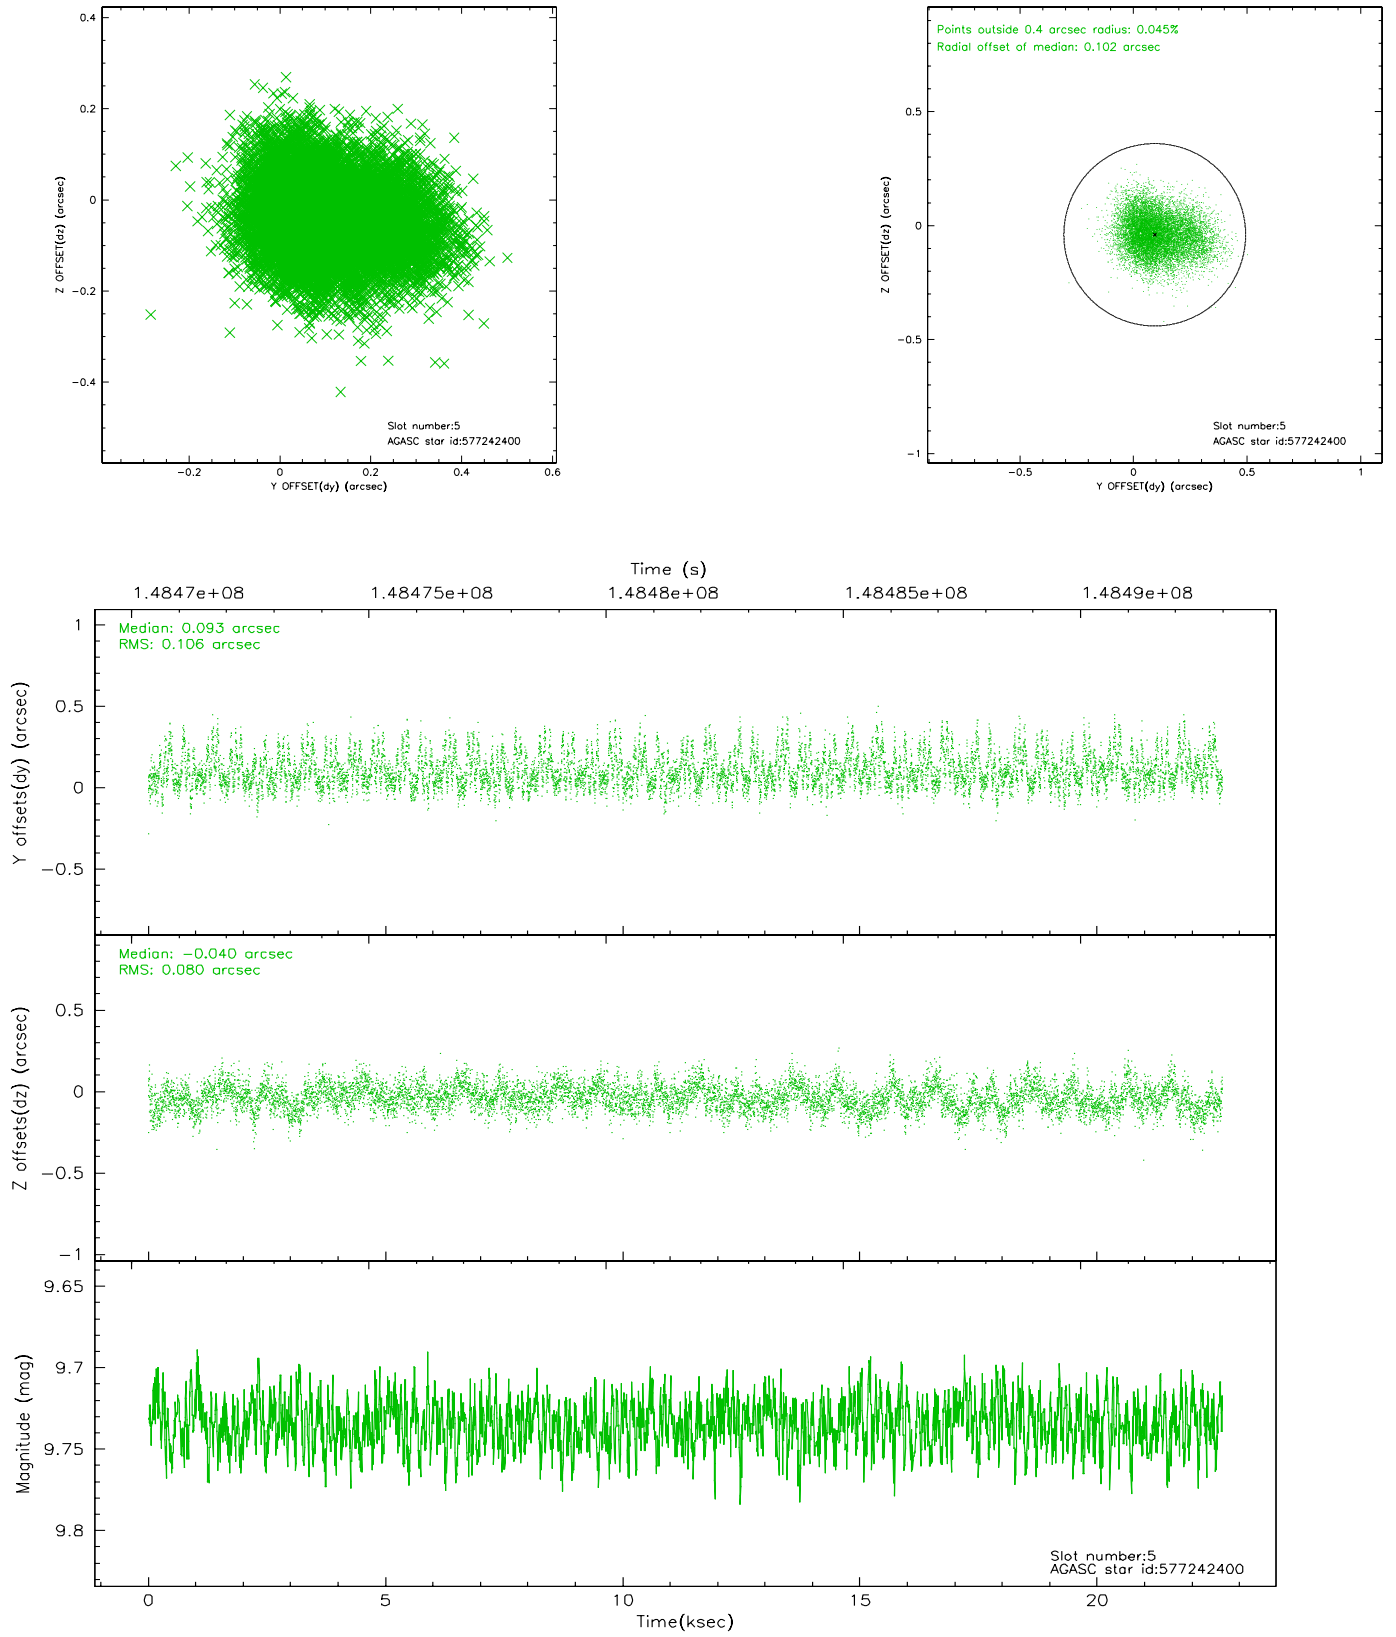 0.4
0.2
0
−0.2
−0.4
Z OFFSET(dz) (arcsec)
Slot number:5
AGASC star id:577242400
−0.2 0 0.2 0.4 0.6
Y OFFSET(dy) (arcsec)
Points outside 0.4 arcsec radius: 0.045%
Radial offset of median: 0.102 arcsec
0.5
0
−0.5
−1
Z OFFSET(dz) (arcsec)
Slot number:5
AGASC star id:577242400
−0.5 0 0.5 1
Y OFFSET(dy) (arcsec)
Time (s)
1.4847e+08 1.48475e+08 1.4848e+08 1.48485e+08 1.4849e+08
Median: 0.093 arcsec
RMS: 0.106 arcsec
1
0.5
0
−0.5
Y offsets(dy) (arcsec)
Median: −0.040 arcsec
RMS: 0.080 arcsec
0.5
0
−0.5
−1
Z offsets(dz) (arcsec)
9.65
9.7
9.75
9.8
Magnitude (mag)
Slot number:5
AGASC star id:577242400
0 5 10 15 20
Time(ksec)